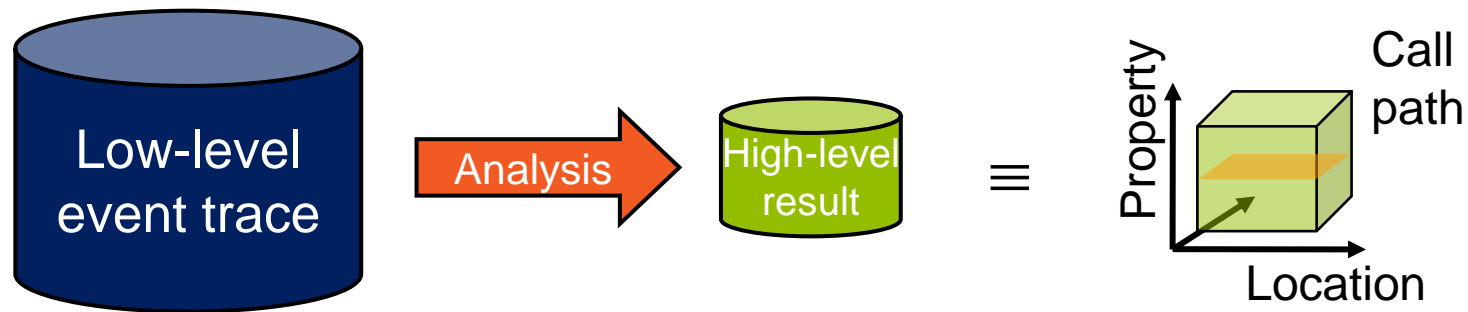 Low-level
event trace
Analysis
High-level
result
≡
Property
Call
path
Location